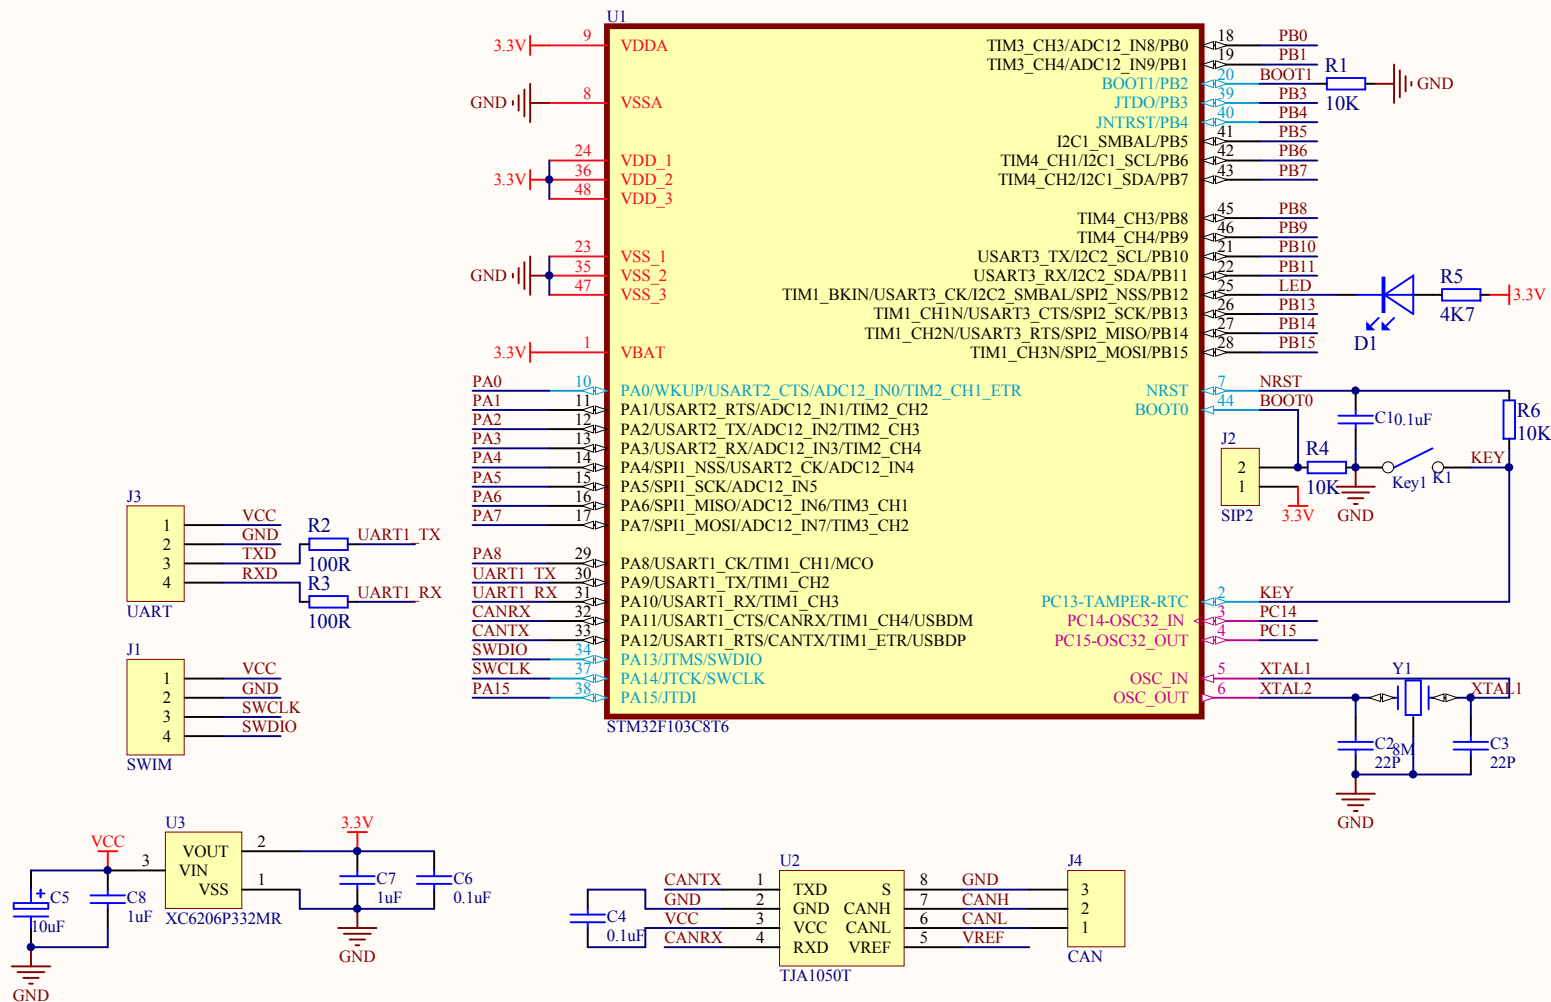 U1
3.3V 9 VDDA
GND 8 VSSA
24 VDD_1
3.3V 36 VDD_2
48 VDD_3
23 VSS_1
GND 35 VSS_2
47 VSS_3
3.3V 1 VBAT
PA0 10 PA0/WKUP/USART2_CTS/ADC12_IN0/TIM2_CH1_ETR
PA1 11 PA1/USART2_RTS/ADC12_IN1/TIM2_CH2
PA2 12 PA2/USART2_TX/ADC12_IN2/TIM2_CH3
PA3 13 PA3/USART2_RX/ADC12_IN3/TIM2_CH4
PA4 14 PA4/SPI1_NSS/USART2_CK/ADC12_IN4
PA5 15 PA5/SPI1_SCK/ADC12_IN5
PA6 16 PA6/SPI1_MISO/ADC12_IN6/TIM3_CH1
PA7 17 PA7/SPI1_MOSI/ADC12_IN7/TIM3_CH2
PA8 29 PA8/USART1_CK/TIM1_CH1/MCO
UART1_TX 30 PA9/USART1_TX/TIM1_CH2
UART1_RX 31 PA10/USART1_RX/TIM1_CH3
CANRX 32 PA11/USART1_CTS/CANRX/TIM1_CH4/USBDM
CANTX 33 PA12/USART1_RTS/CANTX/TIM1_ETR/USBDP
SWDIO 34 PA13/JTMS/SWDIO
SWCLK 37 PA14/JTCK/SWCLK
PA15 38 PA15/JTDI
STM32F103C8T6
TIM3_CH3/ADC12_IN8/PB0 18 PB0
TIM3_CH4/ADC12_IN9/PB1 19 PB1
BOOT1/PB2 20 BOOT1
R1
10K
GND
JTDO/PB3 39 PB3
JNTRST/PB4 40 PB4
I2C1_SMBAL/PB5 41 PB5
TIM4_CH1/I2C1_SCL/PB6 42 PB6
TIM4_CH2/I2C1_SDA/PB7 43 PB7
TIM4_CH3/PB8 45 PB8
TIM4_CH4/PB9 46 PB9
USART3_TX/I2C2_SCL/PB10 21 PB10
USART3_RX/I2C2_SDA/PB11 22 PB11
TIM1_BKIN/USART3_CK/I2C2_SMBAL/SPI2_NSS/PB12 25 LED
D1
R5
4K7
3.3V
TIM1_CH1N/USART3_CTS/SPI2_SCK/PB13 26 PB13
TIM1_CH2N/USART3_RTS/SPI2_MISO/PB14 27 PB14
TIM1_CH3N/SPI2_MOSI/PB15 28 PB15
NRST 7 NRST
BOOT0 44 BOOT0
C1 0.1uF
R6
10K
J2
2
1
SIP2
R4
10K
3.3V
GND
Key1 K1
KEY
PC13-TAMPER-RTC 2 KEY
PC14-OSC32_IN 3 PC14
PC15-OSC32_OUT 4 PC15
OSC_IN 5 XTAL1
OSC_OUT 6 XTAL2
Y1
XTAL1
8M
C2
22P
C3
22P
GND
J3
1 VCC
2 GND
3 TXD
4 RXD
UART
R2
100R
UART1_TX
R3
100R
UART1_RX
J1
1 VCC
2 GND
3 SWCLK
4 SWDIO
SWIM
VCC
+
C5
10uF
C8
1uF
GND
U3
3
VOUT 2
VIN
VSS 1
XC6206P332MR
3.3V
C7
1uF
C6
0.1uF
GND
C4
0.1uF
U2
CANTX 1 TXD S 8 GND
GND 2 GND CANH 7 CANH
VCC 3 VCC CANL 6 CANL
CANRX 4 RXD VREF 5 VREF
TJA1050T
J4
3
2
1
CAN